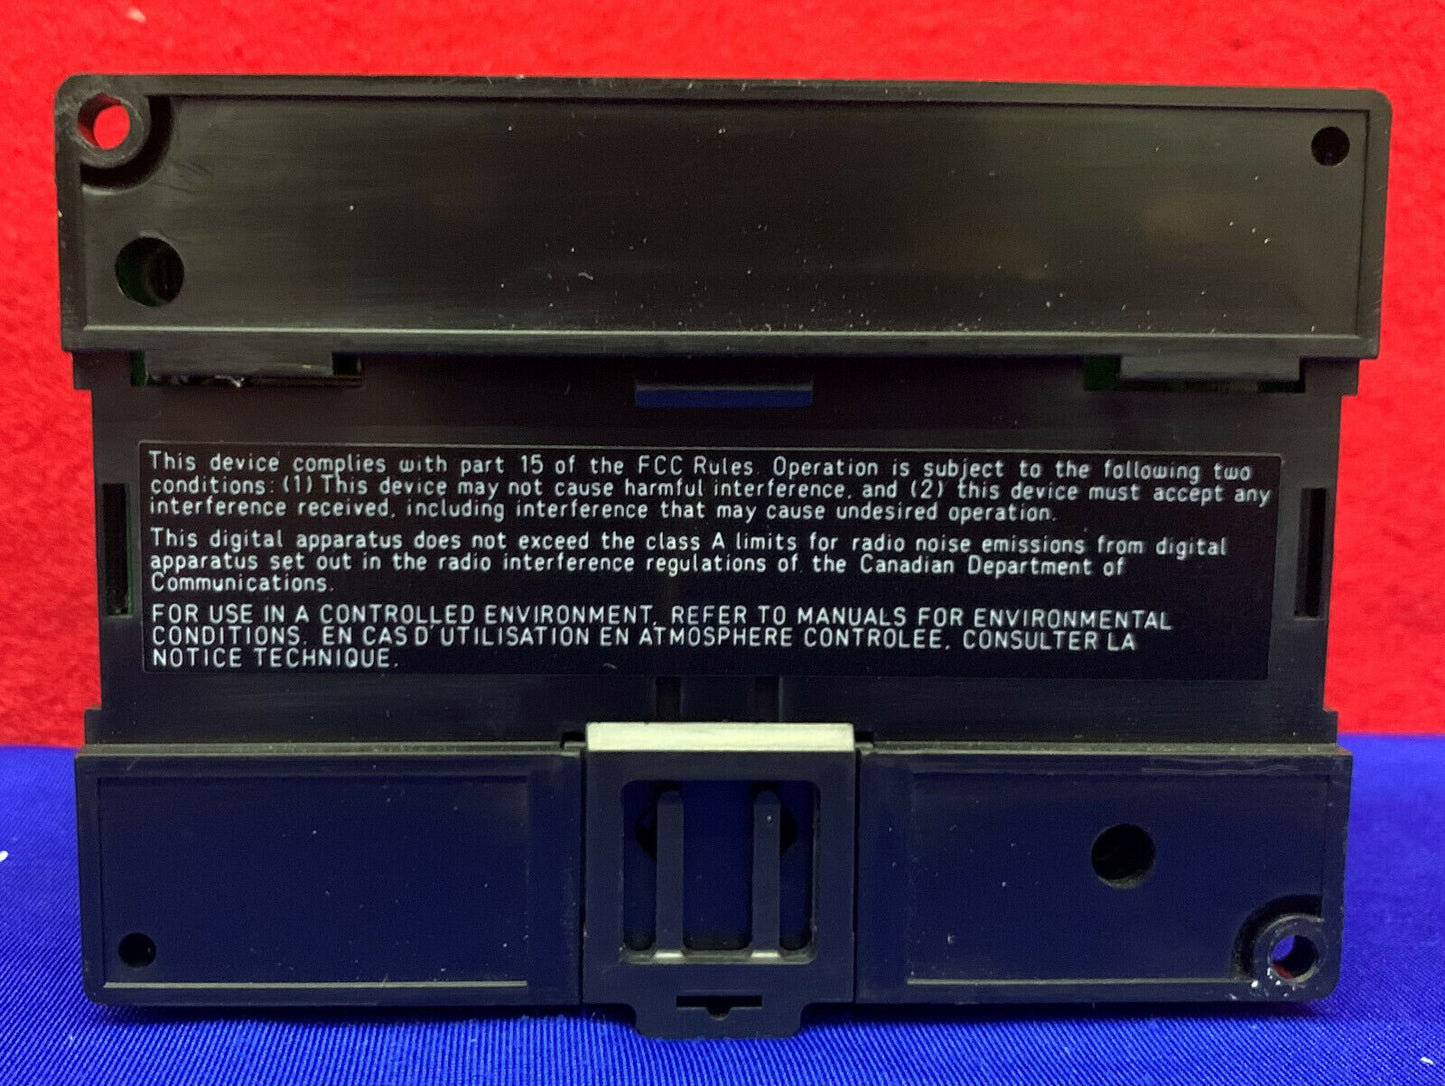 This device complies with part 15 of the FCC Rules. Operation is subject to the following two
conditions: (1) This device may not cause harmful interference, and (2) this device must accept any
interference received, including interference that may cause undesired operation.
This digital apparatus does not exceed the class A limits for radio noise emissions from digital
apparatus set out in the radio interference regulations of the Canadian Department of
Communications.
FOR USE IN A CONTROLLED ENVIRONMENT, REFER TO MANUALS FOR ENVIRONMENTAL
CONDITIONS. EN CAS D'UTILISATION EN ATMOSPHERE CONTROLEE, CONSULTER LA
NOTICE TECHNIQUE.